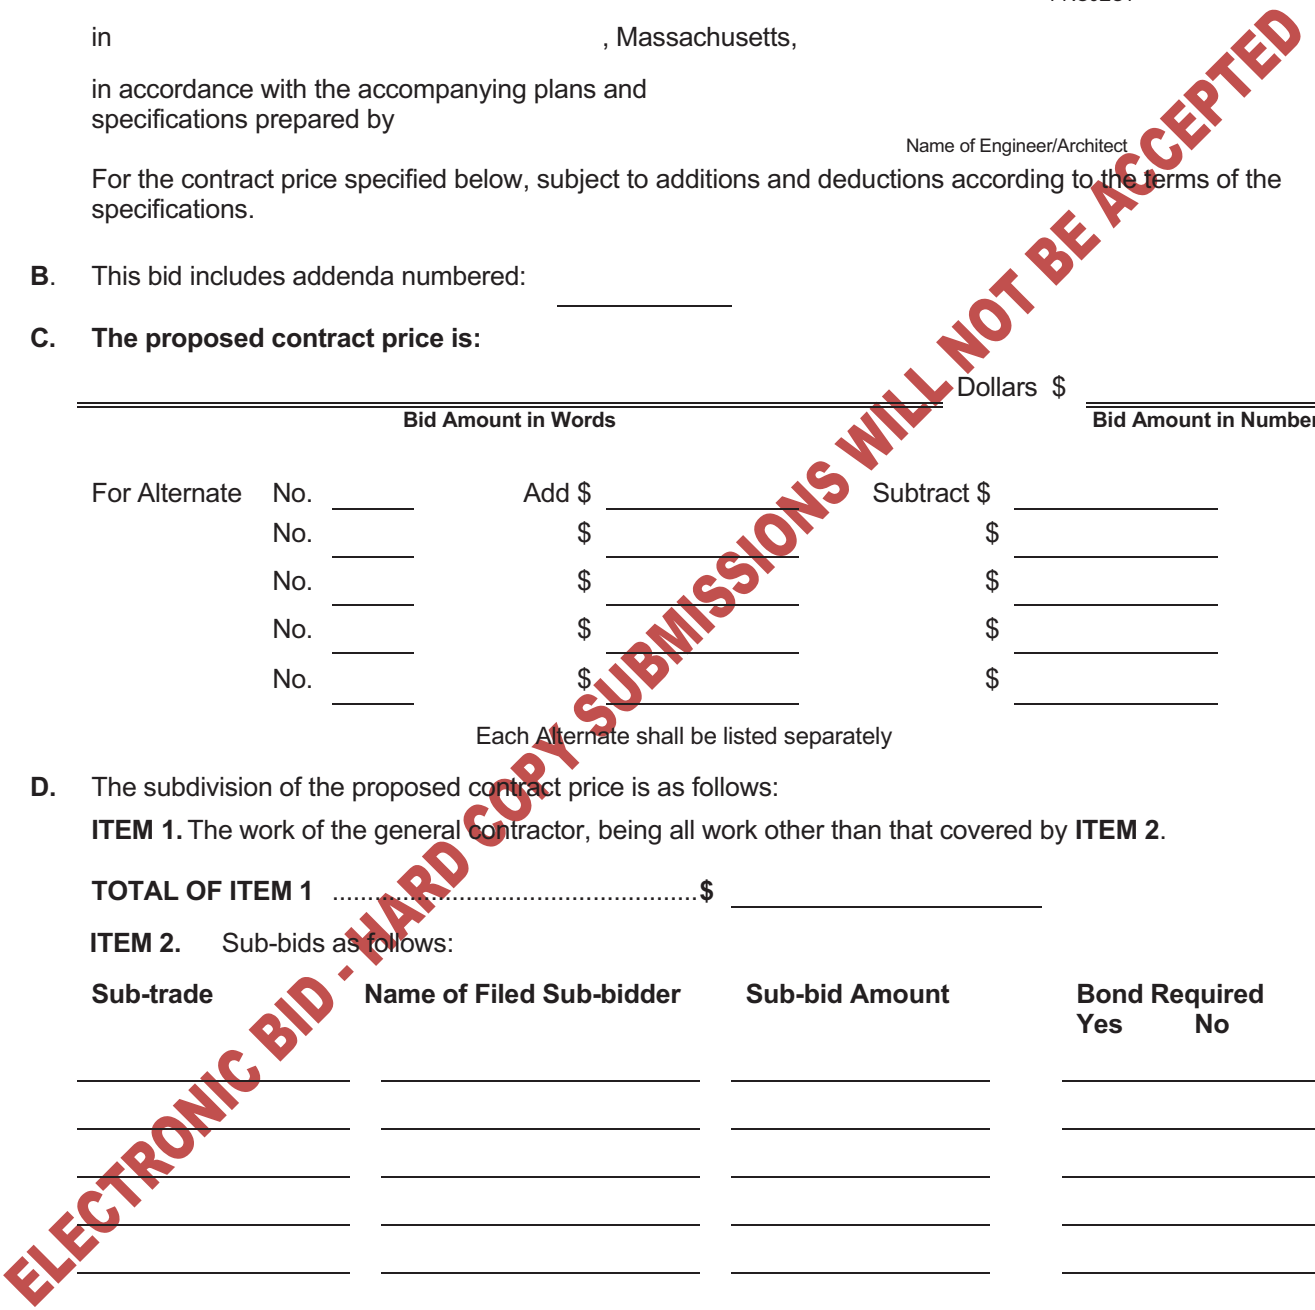 in , Massachusetts,
in accordance with the accompanying plans and
specifications prepared by
Name of Engineer/Architect
For the contract price specified below, subject to additions and deductions according to the terms of the
specifications.
B. This bid includes addenda numbered:
C. The proposed contract price is:
Dollars $
Bid Amount in Words Bid Amount in Number
For Alternate No. Add $ Subtract $
No. $ $
No. $ $
No. $ $
No. $ $
Each Alternate shall be listed separately
D. The subdivision of the proposed contract price is as follows:
ITEM 1. The work of the general contractor, being all work other than that covered by ITEM 2.
TOTAL OF ITEM 1 ....................................................$
ITEM 2. Sub-bids as follows:
Sub-trade Name of Filed Sub-bidder Sub-bid Amount Bond Required
Yes No
ELECTRONIC BID - HARD COPY SUBMISSIONS WILL NOT BE ACCEPTED